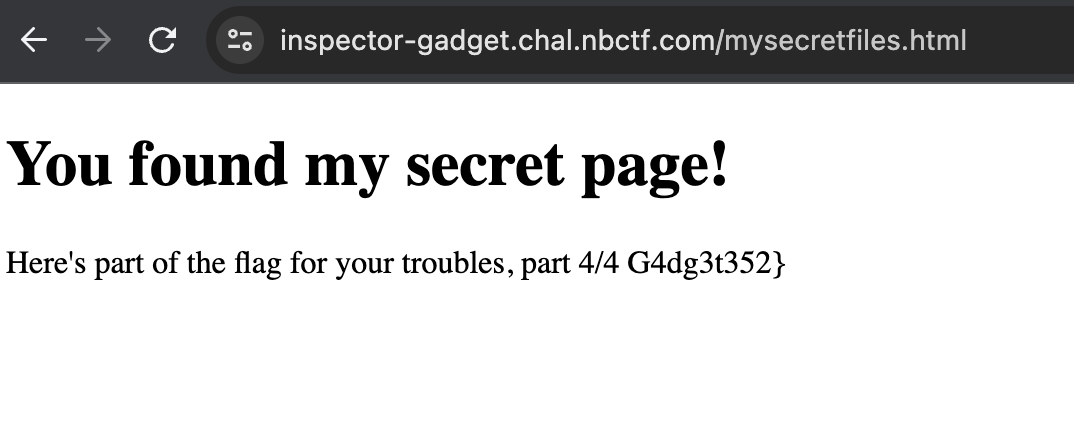 inspector-gadget.chal.nbctf.com/mysecretfiles.html
You found my secret page!
Here's part of the flag for your troubles, part 4/4 G4dg3t352}